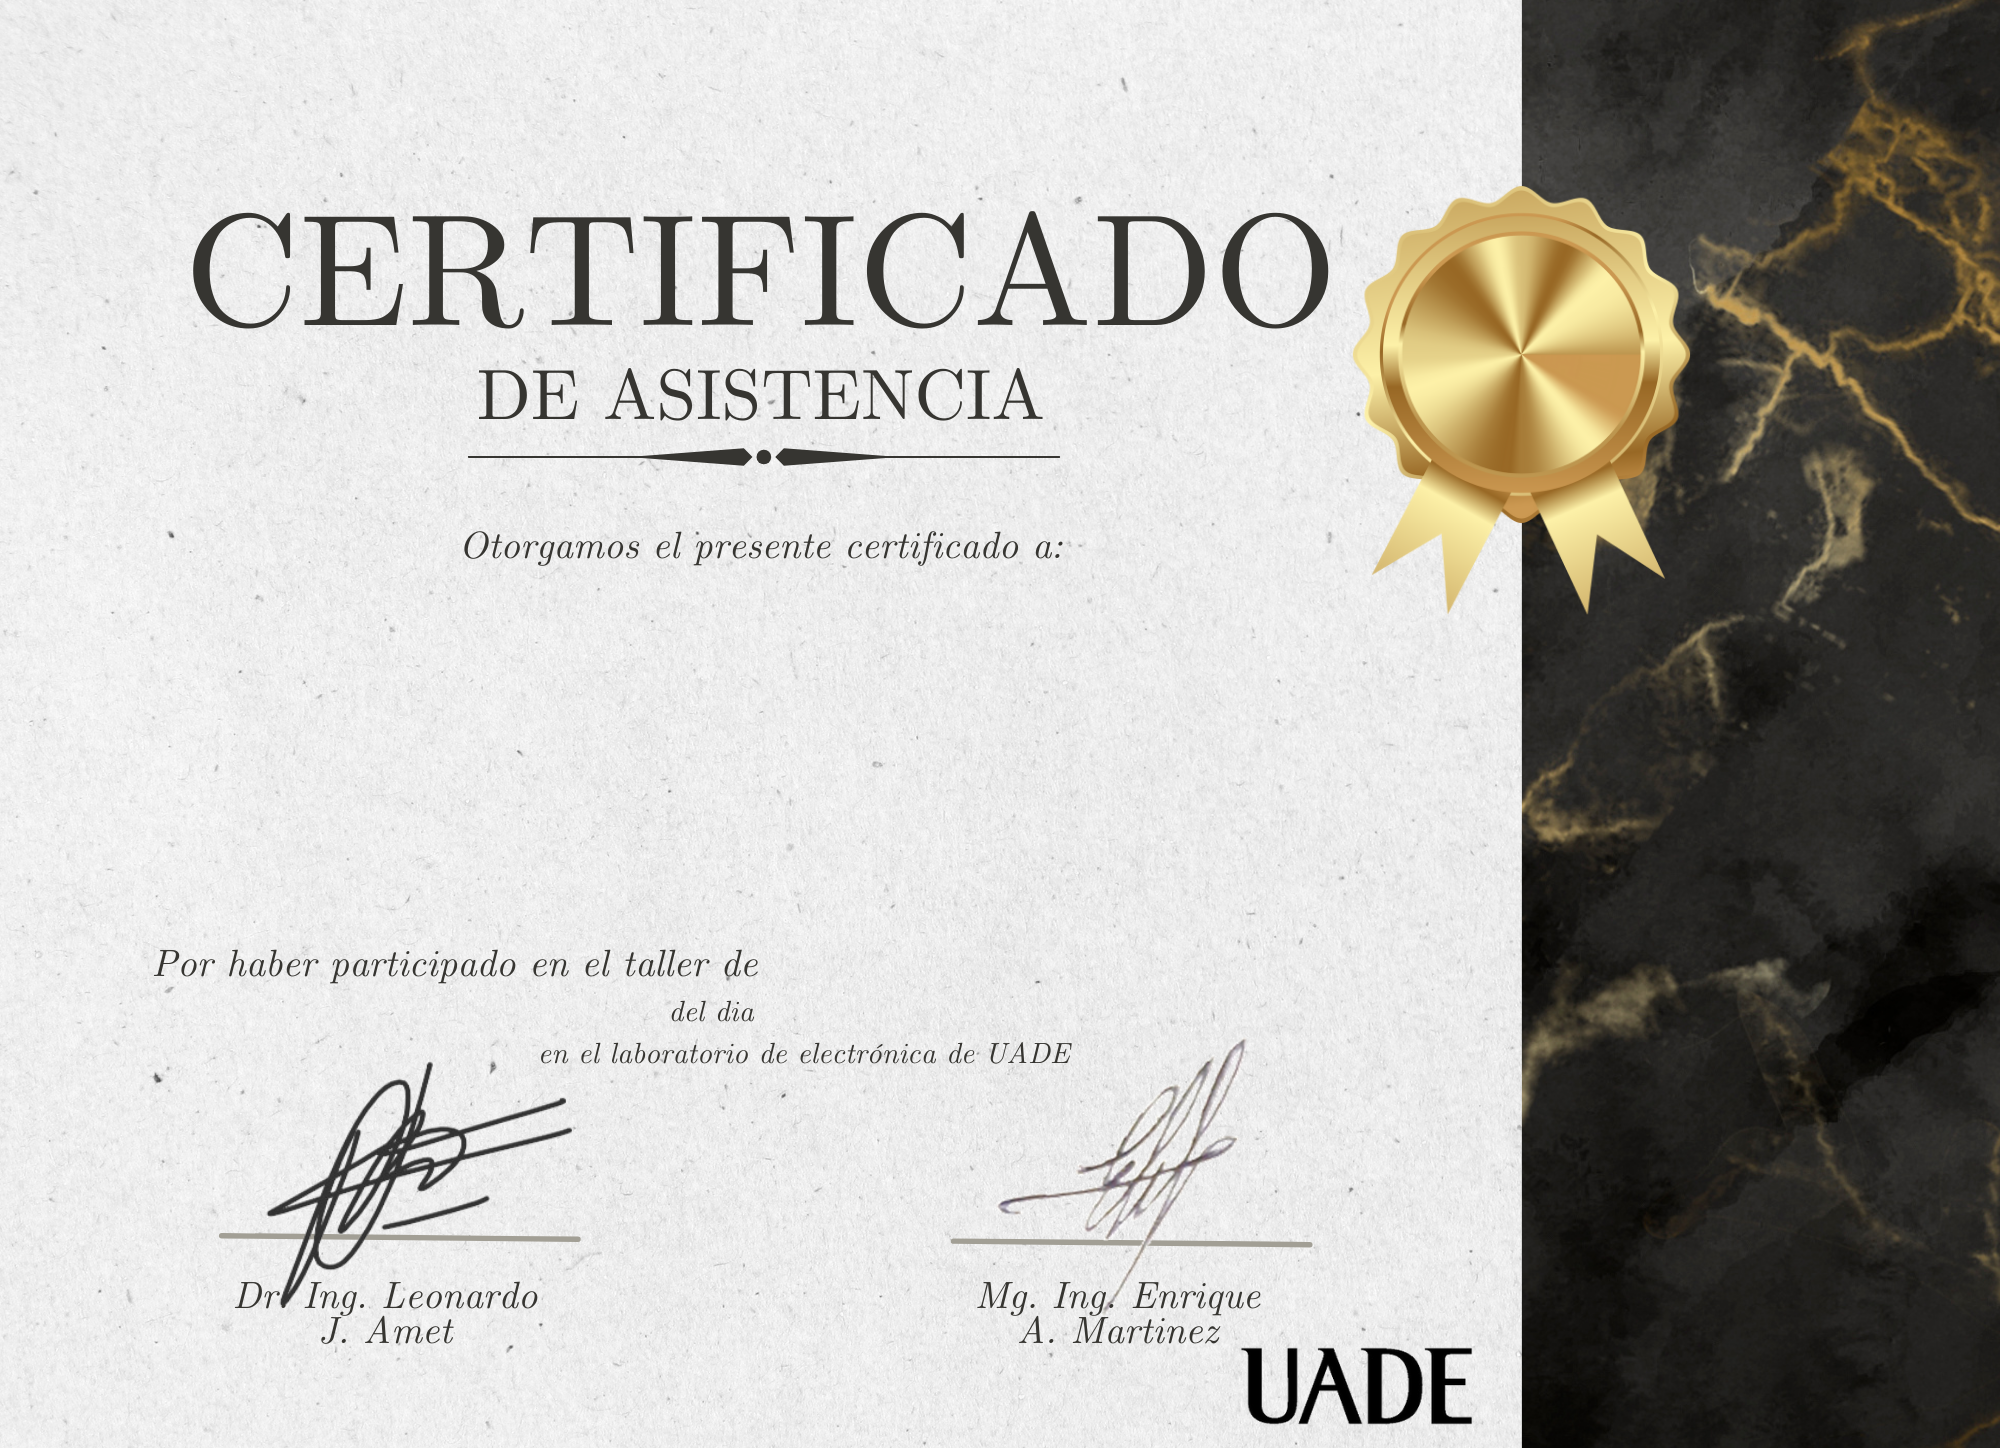 CERTIFICADO
DE ASISTENCIA
Otorgamos el presente certificado a:
Por haber participado en el taller de
del dia
en el laboratorio de electrónica de UADE
Dr. Ing. Leonardo
J. Amet
Mg. Ing. Enrique
A. Martinez
UADE